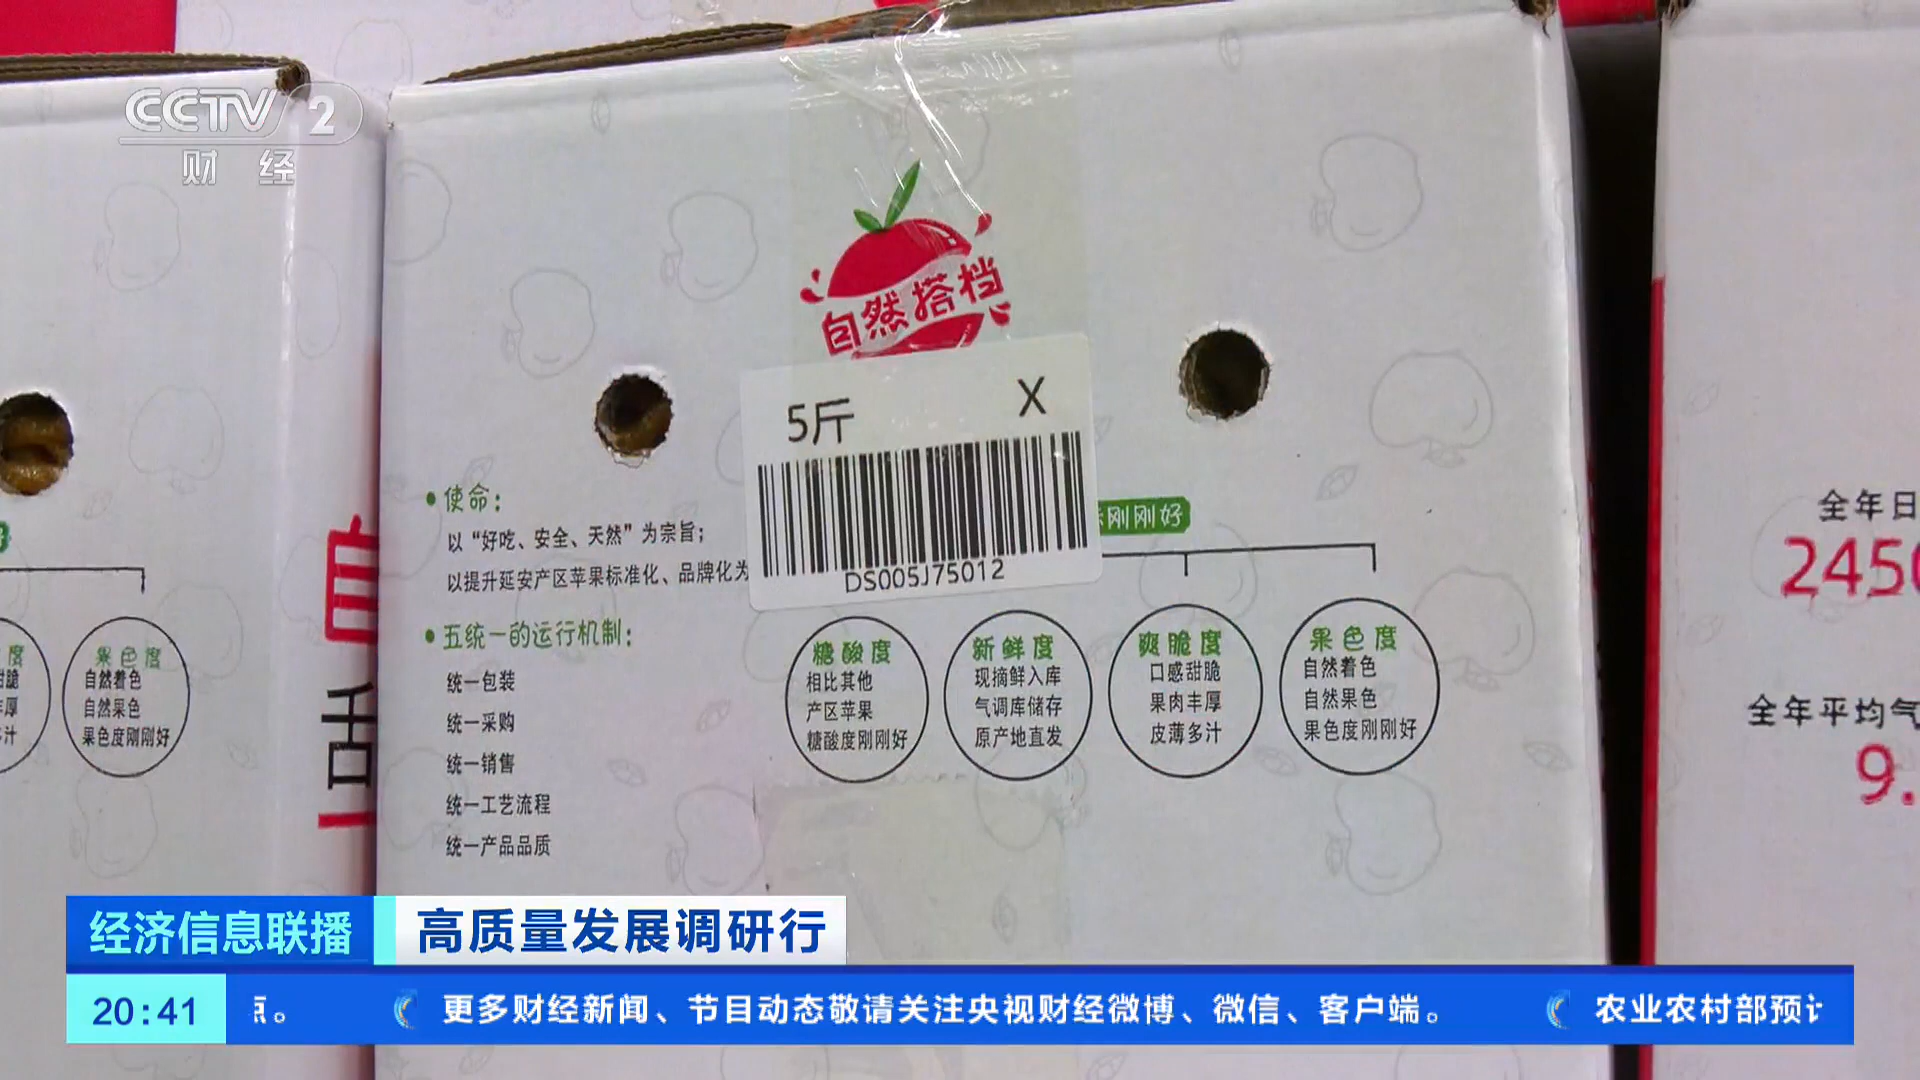 CCTV 2
财 经
自然搭档
5斤 X
DS005J75012
刚刚好
• 使命：
以“好吃、安全、天然”为宗旨；
以提升延安产区苹果标准化、品牌化为
• 五统一的运行机制：
统一包装
统一采购
统一销售
统一工艺流程
统一产品品质
糖酸度
相比其他
产区苹果
糖酸度刚刚好
新鲜度
现摘鲜入库
气调库储存
原产地直发
爽脆度
口感甜脆
果肉丰厚
皮薄多汁
果色度
自然着色
自然果色
果色度刚刚好
度
甜脆
丰厚
多汁
果色度
自然着色
自然果色
果色度刚刚好
自
全年日
2450
全年平均气
9.
经济信息联播
高质量发展调研行
20:41
点。 更多财经新闻、节目动态敬请关注央视财经微博、微信、客户端。 农业农村部预计